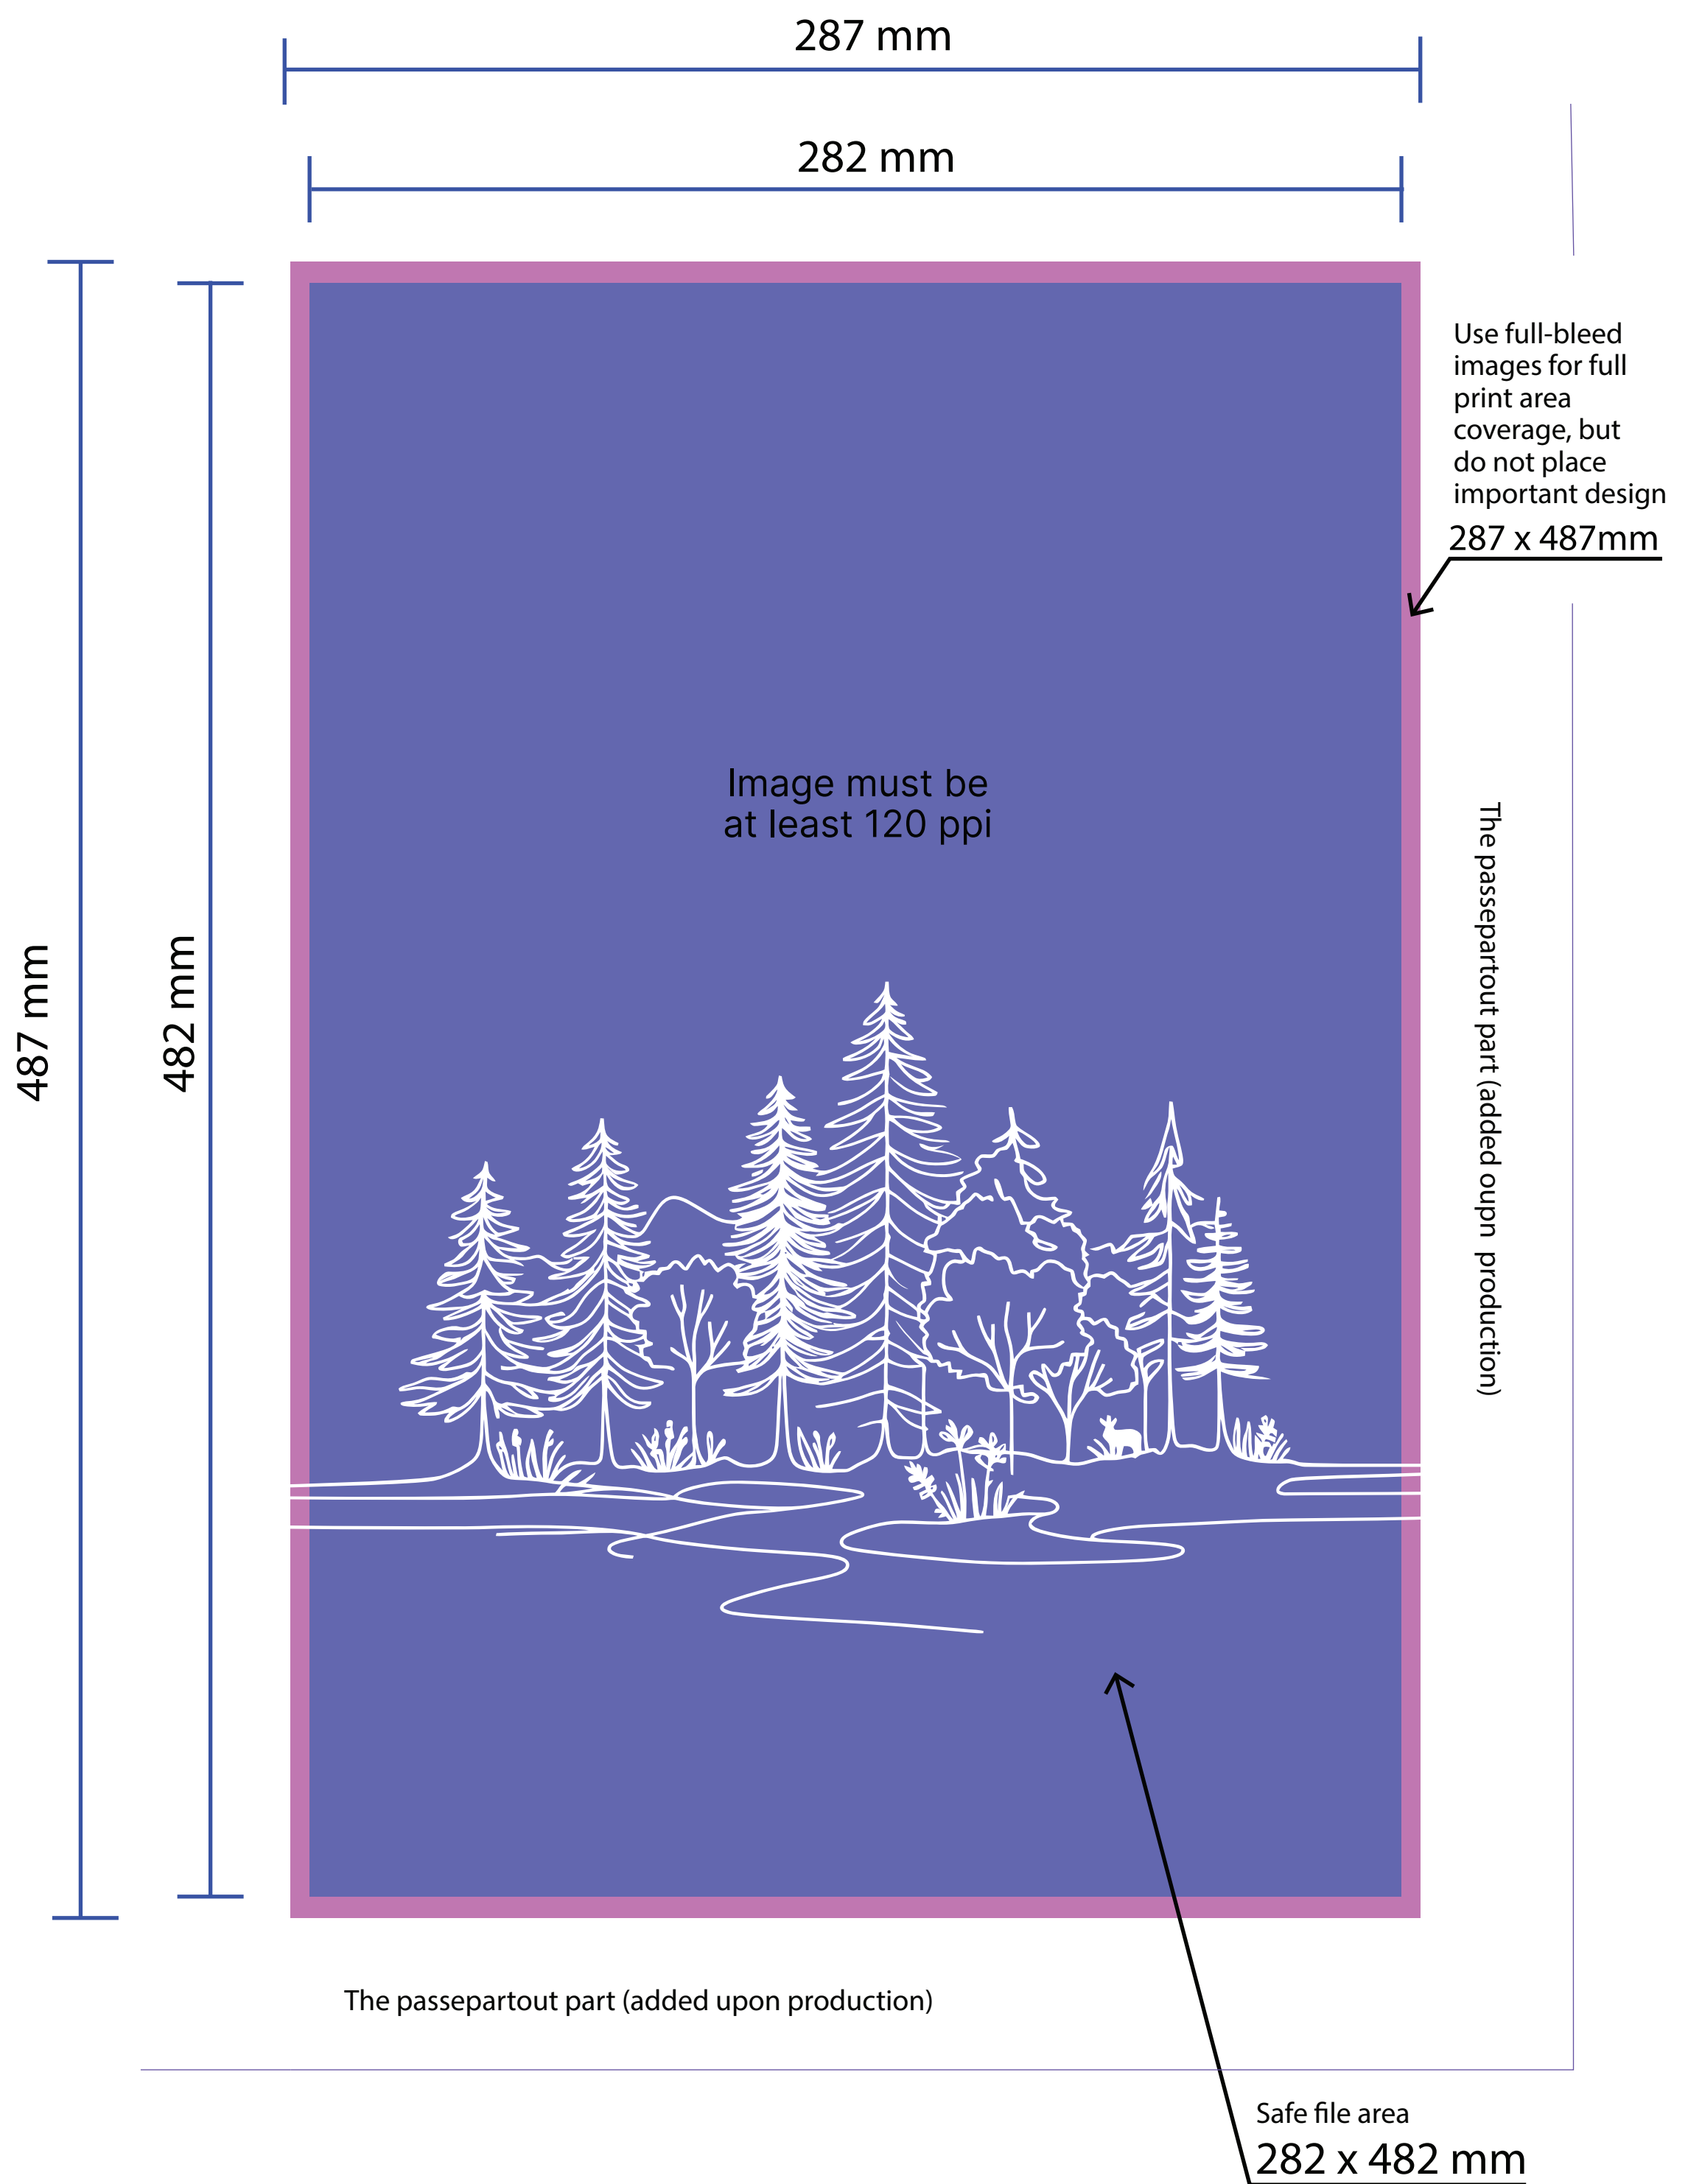 287 mm
282 mm
Use full-bleed
images for full
print area
coverage, but
do not place
important design
287 x 487mm
Image must be
at least 120 ppi
487 mm
482 mm
The passepartout part (added oupn production)
The passepartout part (added upon production)
Safe file area
282 x 482 mm